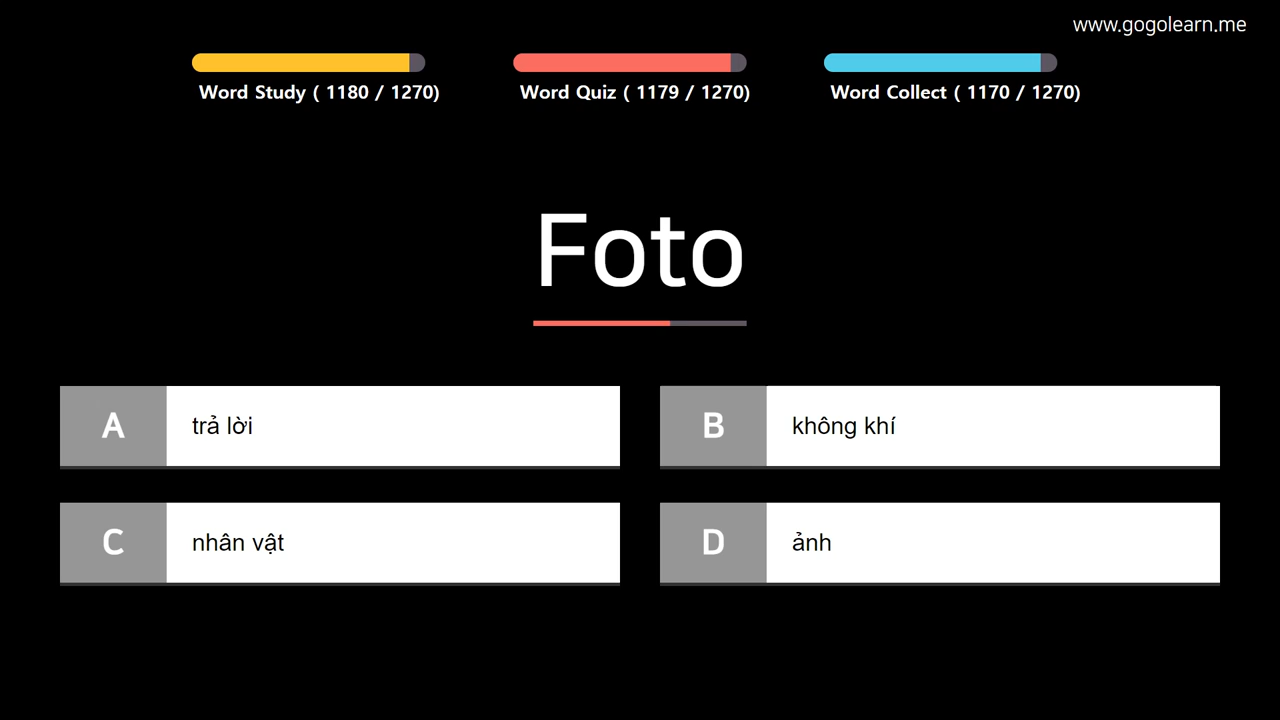 www.gogolearn.me
Word Study ( 1180 / 1270)
Word Quiz ( 1179 / 1270)
Word Collect ( 1170 / 1270)
Foto
A
trả lời
B
không khí
C
nhân vật
D
ảnh